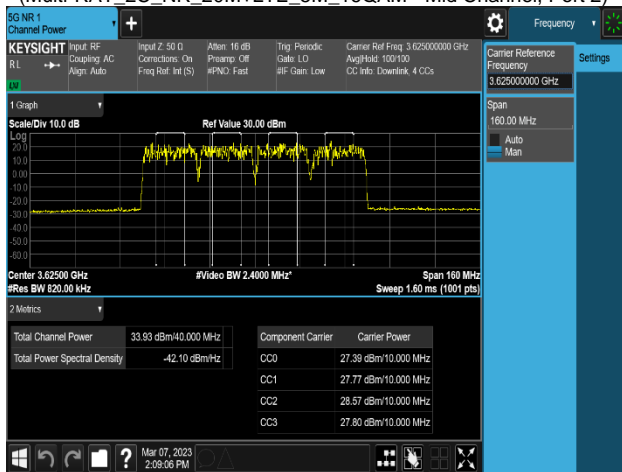 5G NR 1
Channel Power
Frequency
KEYSIGHT
RL
Input: RF
Coupling: AC
Align: Auto
Input Z: 50 Ω
Corrections: On
Freq Ref: Int (S)
Atten: 16 dB
Preamp: Off
#PNO: Fast
Trig: Periodic
Gate: LO
#IF Gain: Low
Carrier Ref Freq: 3.625000000 GHz
Avg|Hold: 100/100
CC Info: Downlink, 4 CCs
Carrier Reference
Frequency
3.625000000 GHz
Settings
Span
160.00 MHz
Auto
Man
1 Graph
Scale/Div 10.0 dB
Ref Value 30.00 dBm
Log
20.0
10.0
0.00
-10.0
-20.0
-30.0
-40.0
-50.0
-60.0
Center 3.62500 GHz
#Video BW 2.4000 MHz*
Span 160 MHz
#Res BW 820.00 kHz
Sweep 1.60 ms (1001 pts)
2 Metrics
Total Channel Power 33.93 dBm/40.000 MHz
Total Power Spectral Density -42.10 dBm/Hz
Component Carrier Carrier Power
CC0 27.39 dBm/10.000 MHz
CC1 27.77 dBm/10.000 MHz
CC2 28.57 dBm/10.000 MHz
CC3 27.80 dBm/10.000 MHz
Mar 07, 2023
2:09:06 PM